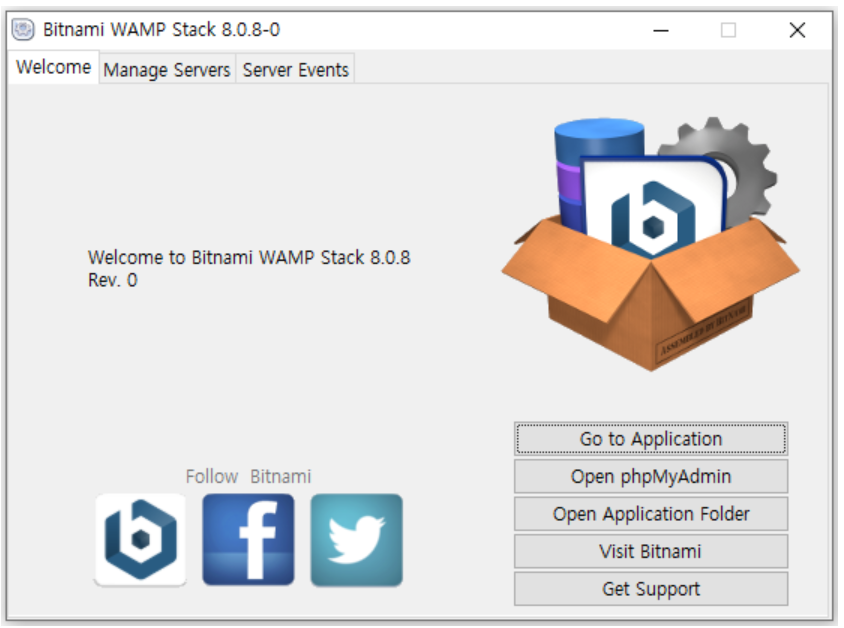 Bitnami WAMP Stack 8.0.8-0
Welcome
Manage Servers
Server Events
Welcome to Bitnami WAMP Stack 8.0.8
Rev. 0
ASSEMBLED BY BITNAMI
Go to Application
Open phpMyAdmin
Open Application Folder
Visit Bitnami
Get Support
Follow Bitnami